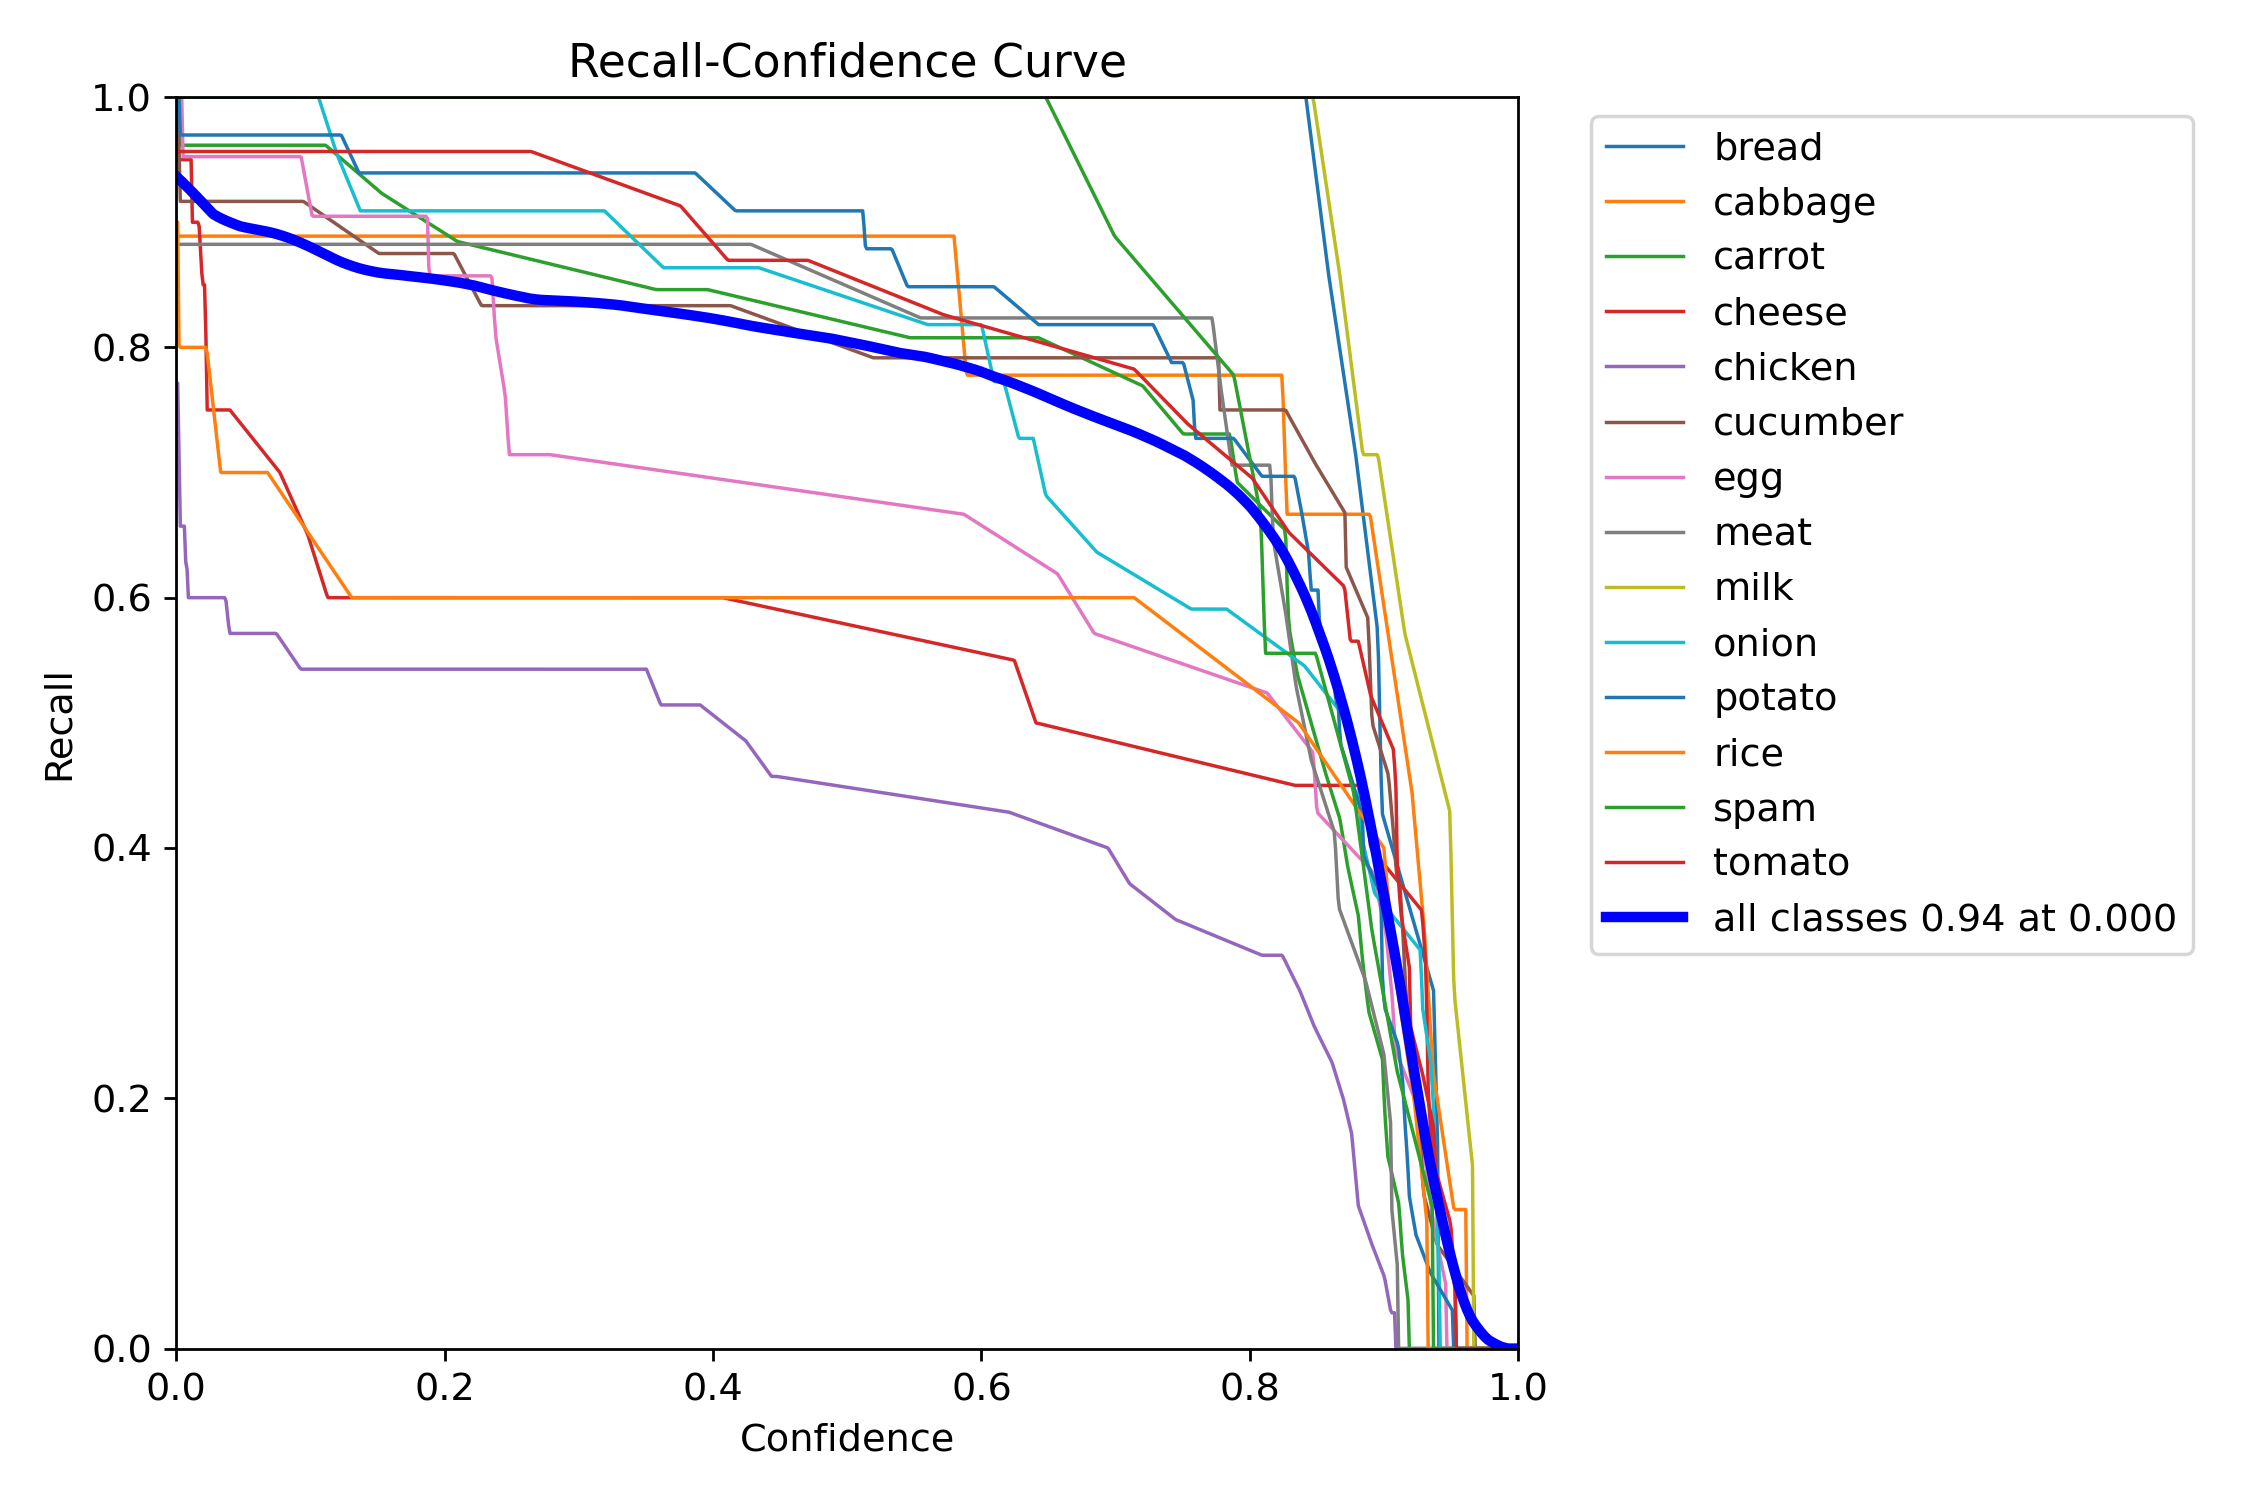 Recall-Confidence Curve
1.0
0.8
0.6
0.4
0.2
0.0
Recall
0.0 0.2 0.4 0.6 0.8 1.0
Confidence
bread
cabbage
carrot
cheese
chicken
cucumber
egg
meat
milk
onion
potato
rice
spam
tomato
all classes 0.94 at 0.000